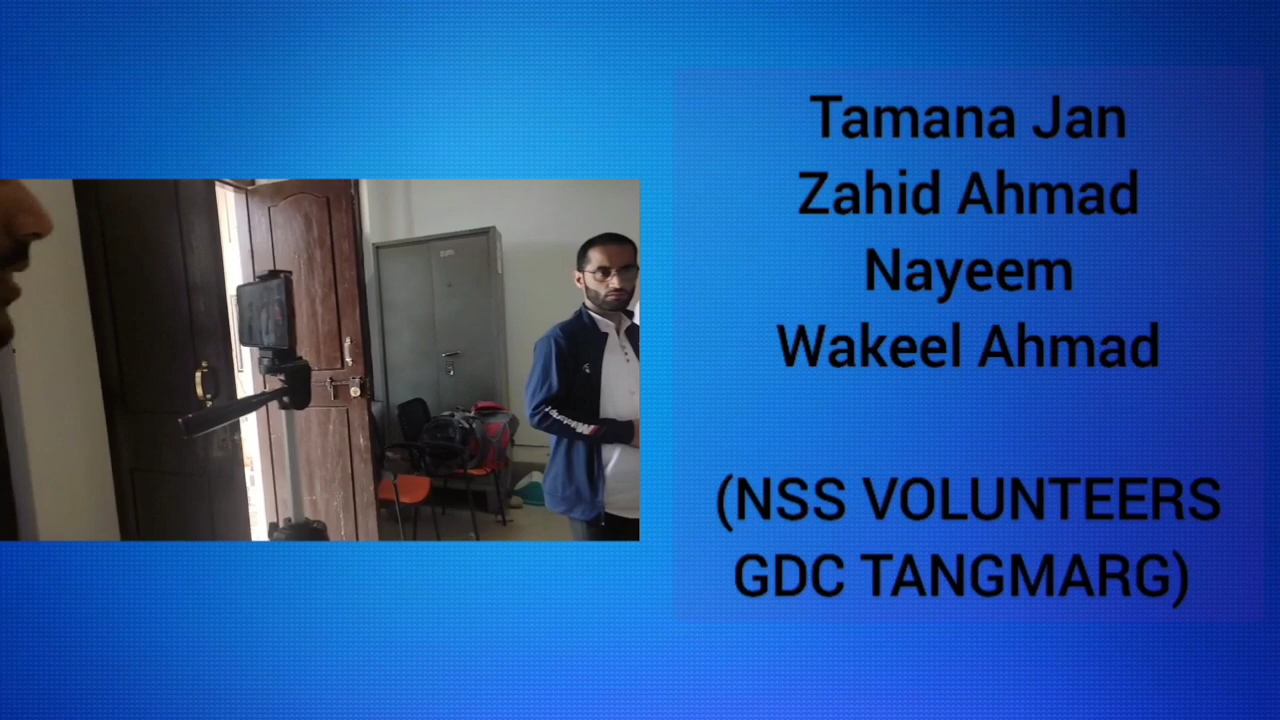 Tamana Jan
Zahid Ahmad
Nayeem
Wakeel Ahmad
(NSS VOLUNTEERS
GDC TANGMARG)